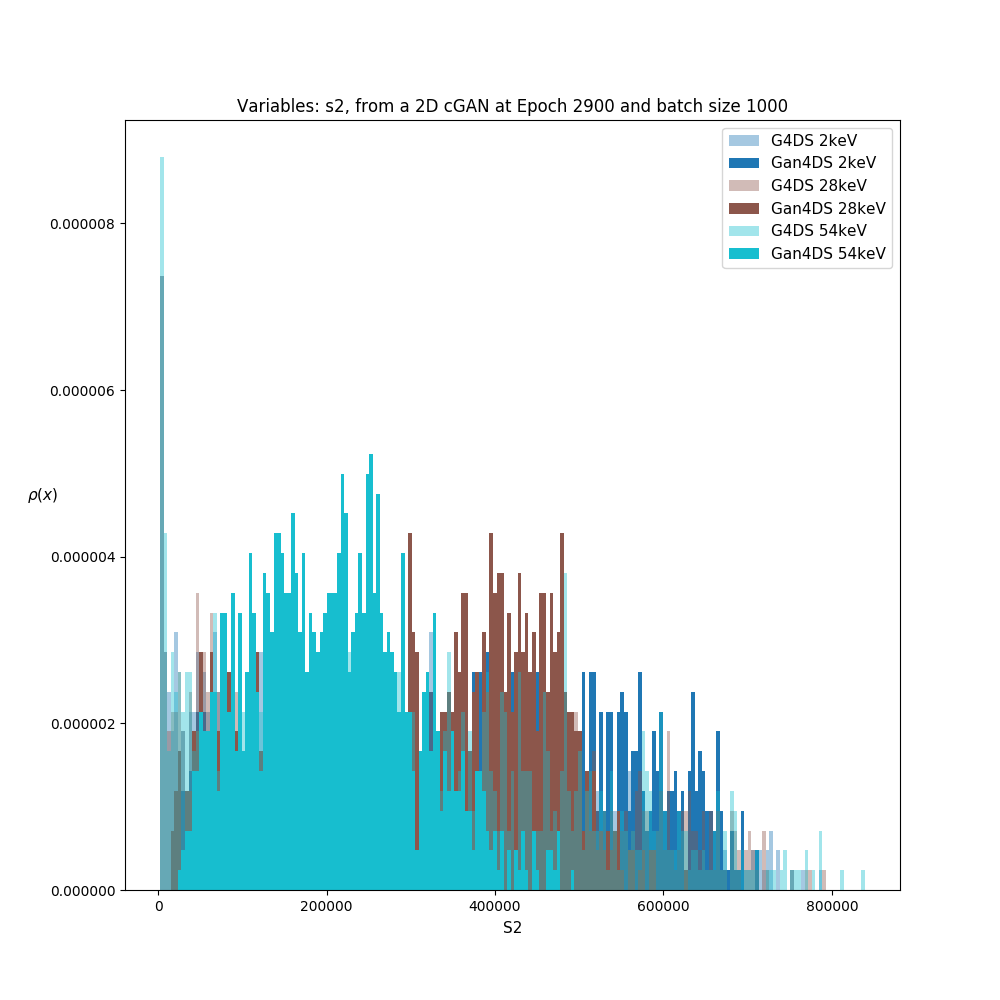 Variables: s2, from a 2D cGAN at Epoch 2900 and batch size 1000
G4DS 2keV
Gan4DS 2keV
G4DS 28keV
Gan4DS 28keV
G4DS 54keV
Gan4DS 54keV
0.000008
0.000006
ρ(x)
0.000004
0.000002
0.000000
0 200000 400000 600000 800000
S2